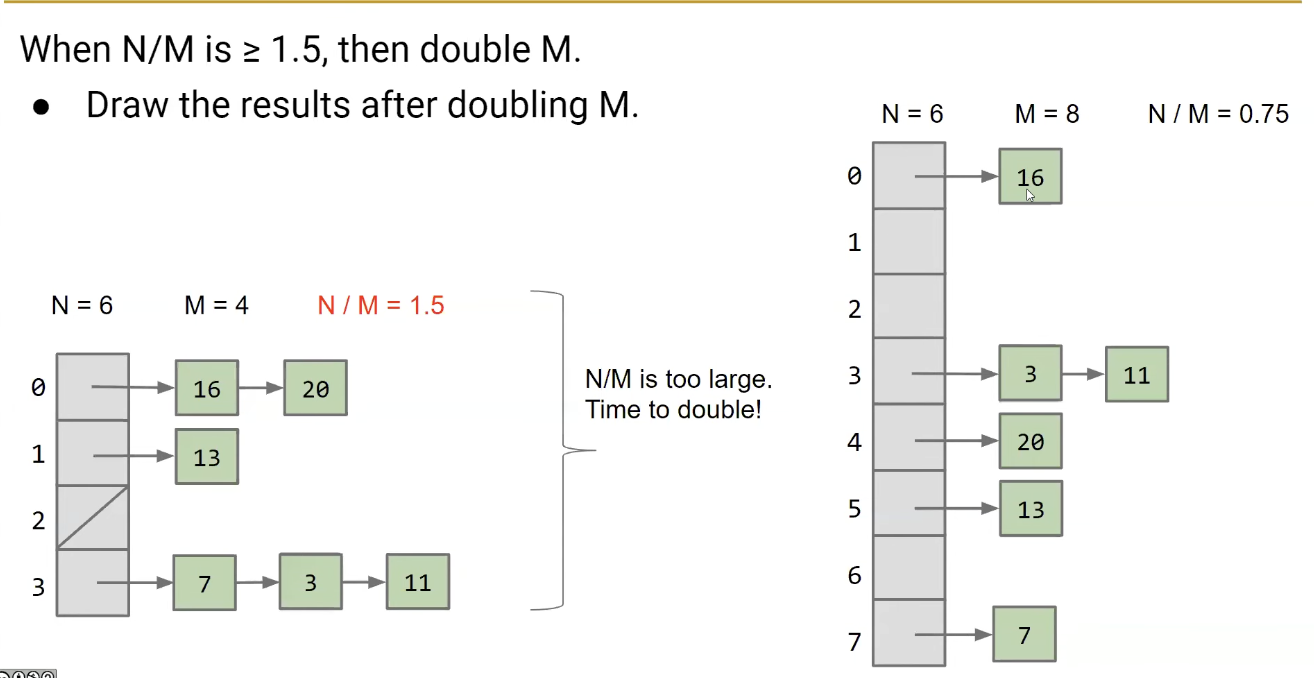 When N/M is ≥ 1.5, then double M.
● Draw the results after doubling M.
N = 6 M = 4 N / M = 1.5
0 16 20
1 13
2
3 7 3 11
N/M is too large.
Time to double!
N = 6 M = 8 N / M = 0.75
0 16
1
2
3 3 11
4 20
5 13
6
7 7